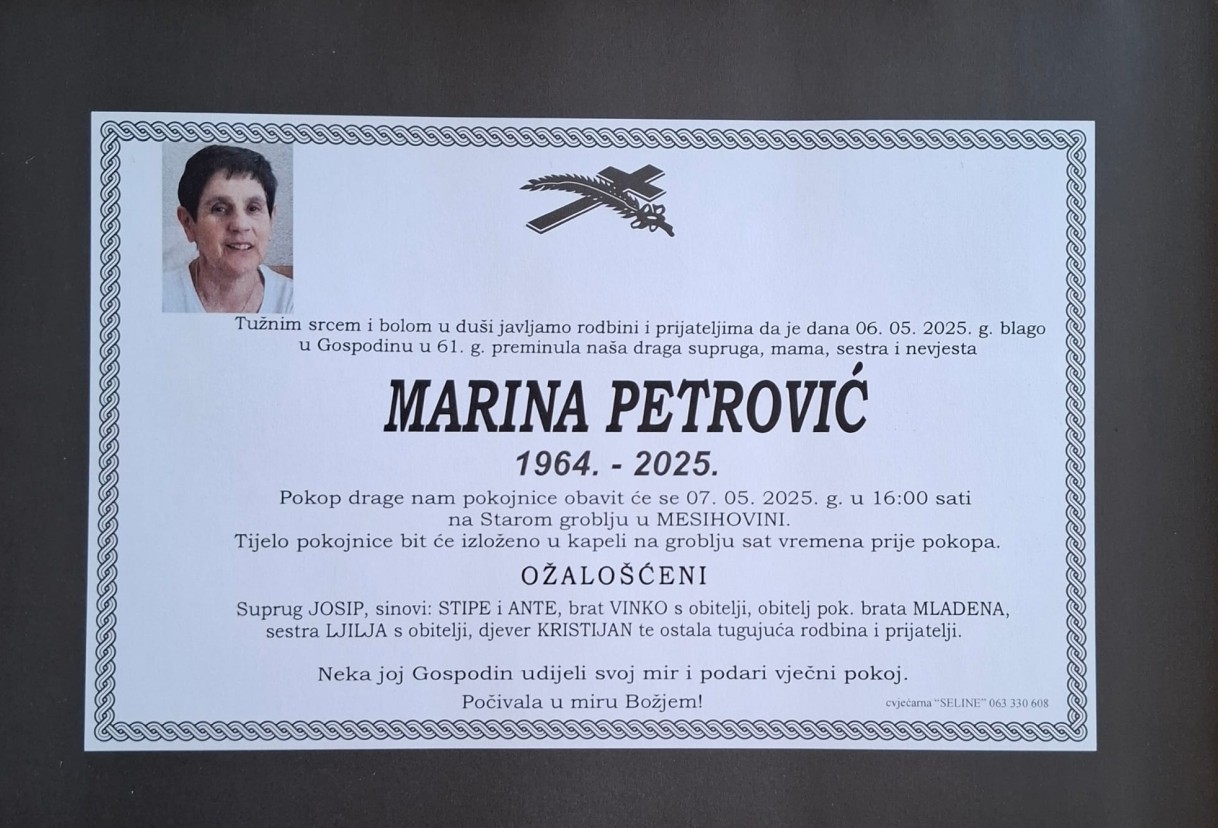 Tužnim srcem i bolom u duši javljamo rodbini i prijateljima da je dana 06. 05. 2025. g. blago
u Gospodinu u 61. g. preminula naša draga supruga, mama, sestra i nevjesta
MARINA PETROVIĆ
1964. - 2025.
Pokop drage nam pokojnice obavit će se 07. 05. 2025. g. u 16:00 sati
na Starom groblju u MESIHOVINI.
Tijelo pokojnice bit će izloženo u kapeli na groblju sat vremena prije pokopa.
OŽALOŠĆENI
Suprug JOSIP, sinovi: STIPE i ANTE, brat VINKO s obitelji, obitelj pok. brata MLADENA,
sestra LJILJA s obitelji, djever KRISTIJAN te ostala tugujuća rodbina i prijatelji.
Neka joj Gospodin udijeli svoj mir i podari vječni pokoj.
Počivala u miru Božjem!
cvjećarna “SELINE” 063 330 608